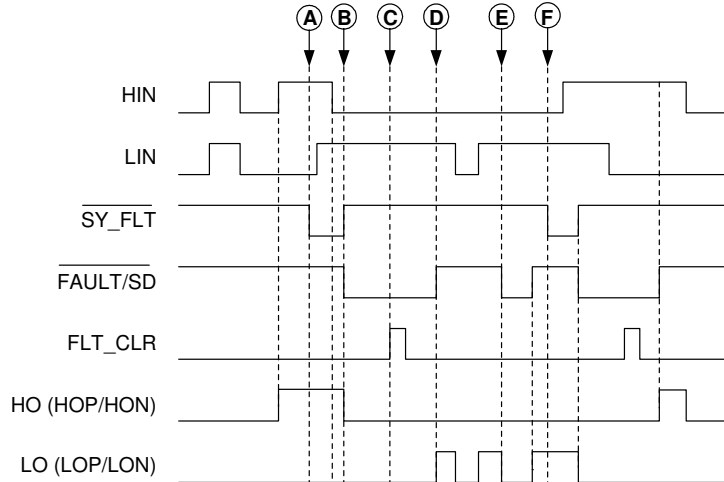 A B C D E F
HIN
LIN
SY_FLT
FAULT/SD
FLT_CLR
HO (HOP/HON)
LO (LOP/LON)